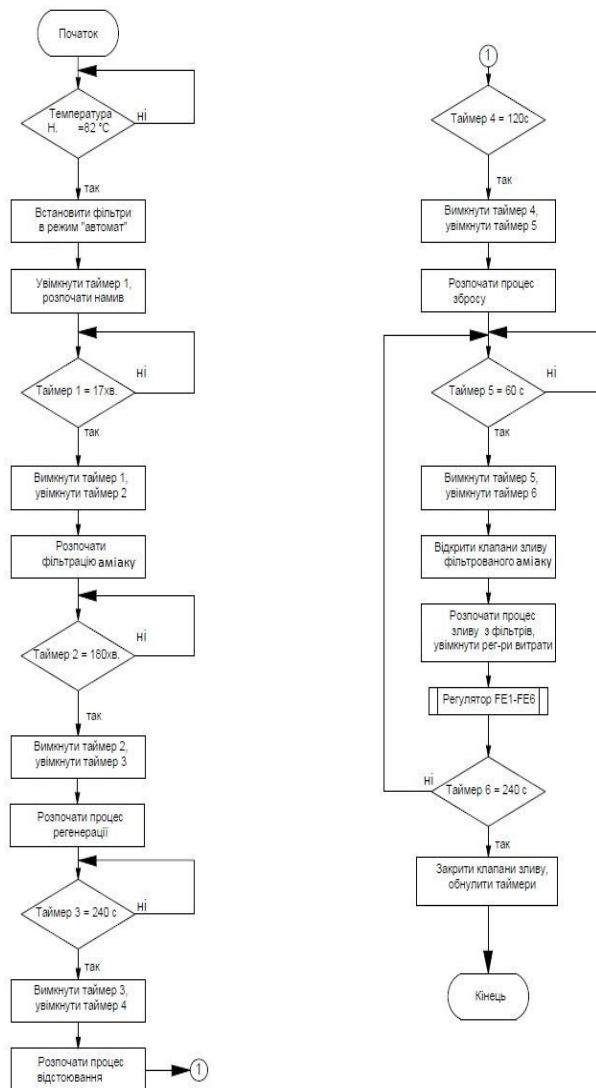 Початок
Температура
Н. =82 °C
ні
так
Встановити фільтри
в режим "автомат"
Увімкнути таймер 1,
розпочати намив
Таймер 1 = 17хв.
ні
так
Вимкнути таймер 1,
увімкнути таймер 2
Розпочати
фільтрацію аміаку
Таймер 2 = 180хв.
ні
так
Вимкнути таймер 2,
увімкнути таймер 3
Розпочати процес
регенерації
Таймер 3 = 240 с
ні
так
Вимкнути таймер 3,
увімкнути таймер 4
Розпочати процес
відстоювання
1
1
Таймер 4 = 120с
так
Вимкнути таймер 4,
увімкнути таймер 5
Розпочати процес
збросу
Таймер 5 = 60 с
ні
так
Вимкнути таймер 5,
увімкнути таймер 6
Відкрити клапани зливу
фільтрованого аміаку
Розпочати процес
зливу з фільтрів,
увімкнути рег-ри витрати
Регулятор FE1-FE6
ні
Таймер 6 = 240 с
так
Закрити клапани зливу,
обнулити таймери
Кінець